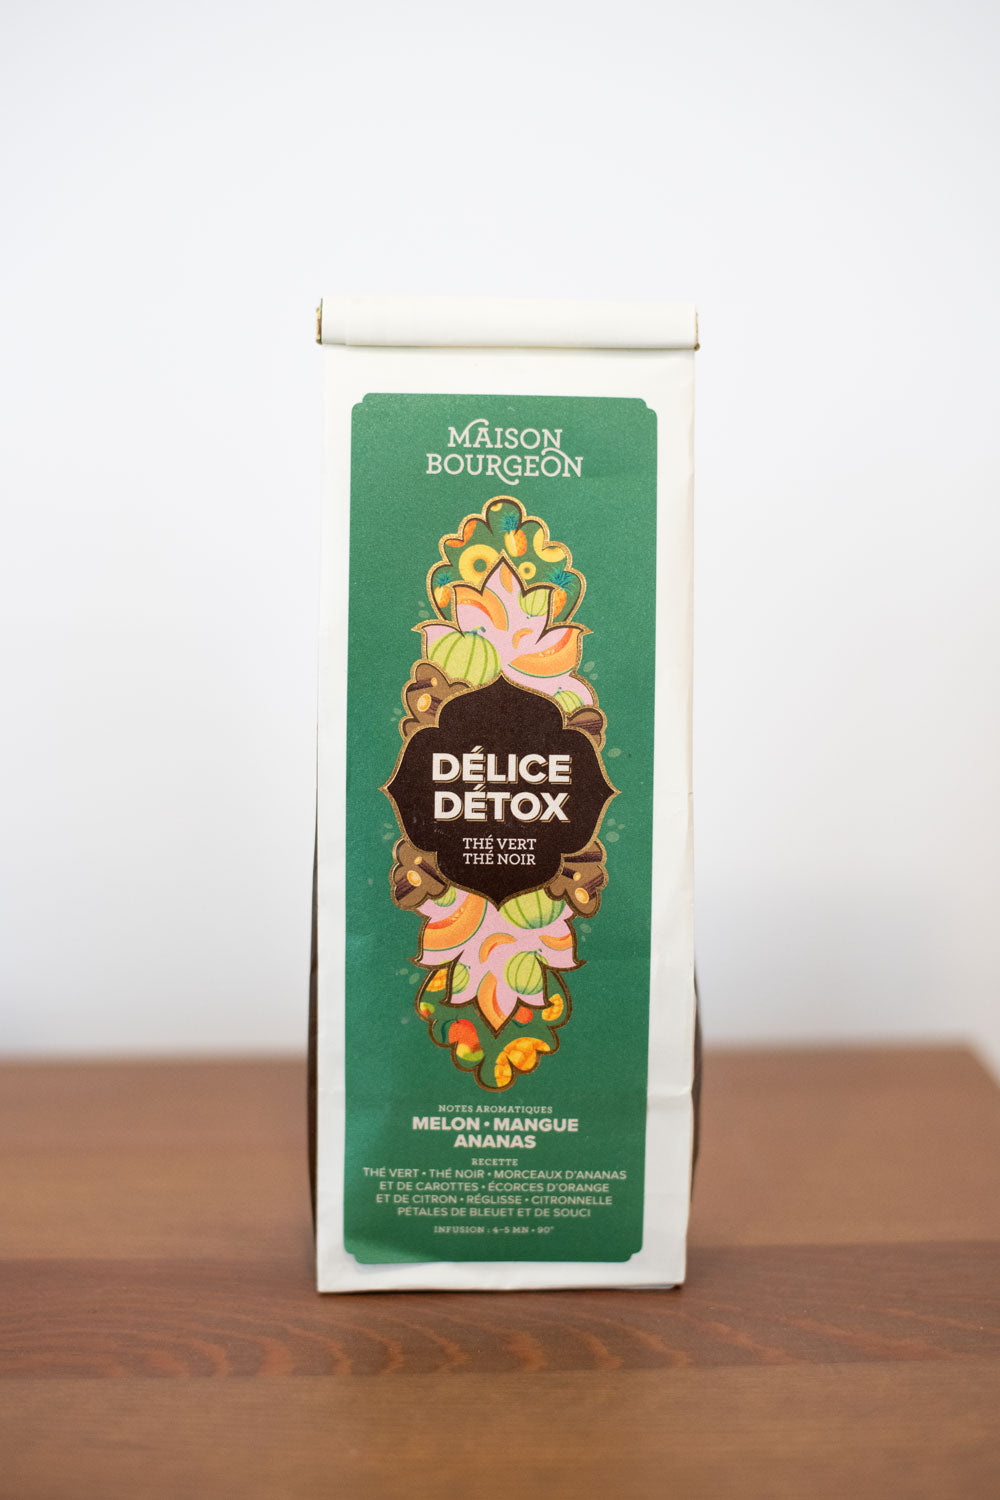 MAISON
BOURGEON
DÉLICE
DÉTOX
THÉ VERT
THÉ NOIR
NOTES AROMATIQUES
MELON • MANGUE
ANANAS
RECETTE
THÉ VERT • THÉ NOIR • MORCEAUX D'ANANAS
ET DE CAROTTES • ÉCORCES D'ORANGE
ET DE CITRON • RÉGLISSE • CITRONNELLE
PÉTALES DE BLEUET ET DE SOUCI
INFUSION : 4-5 MN • 90°